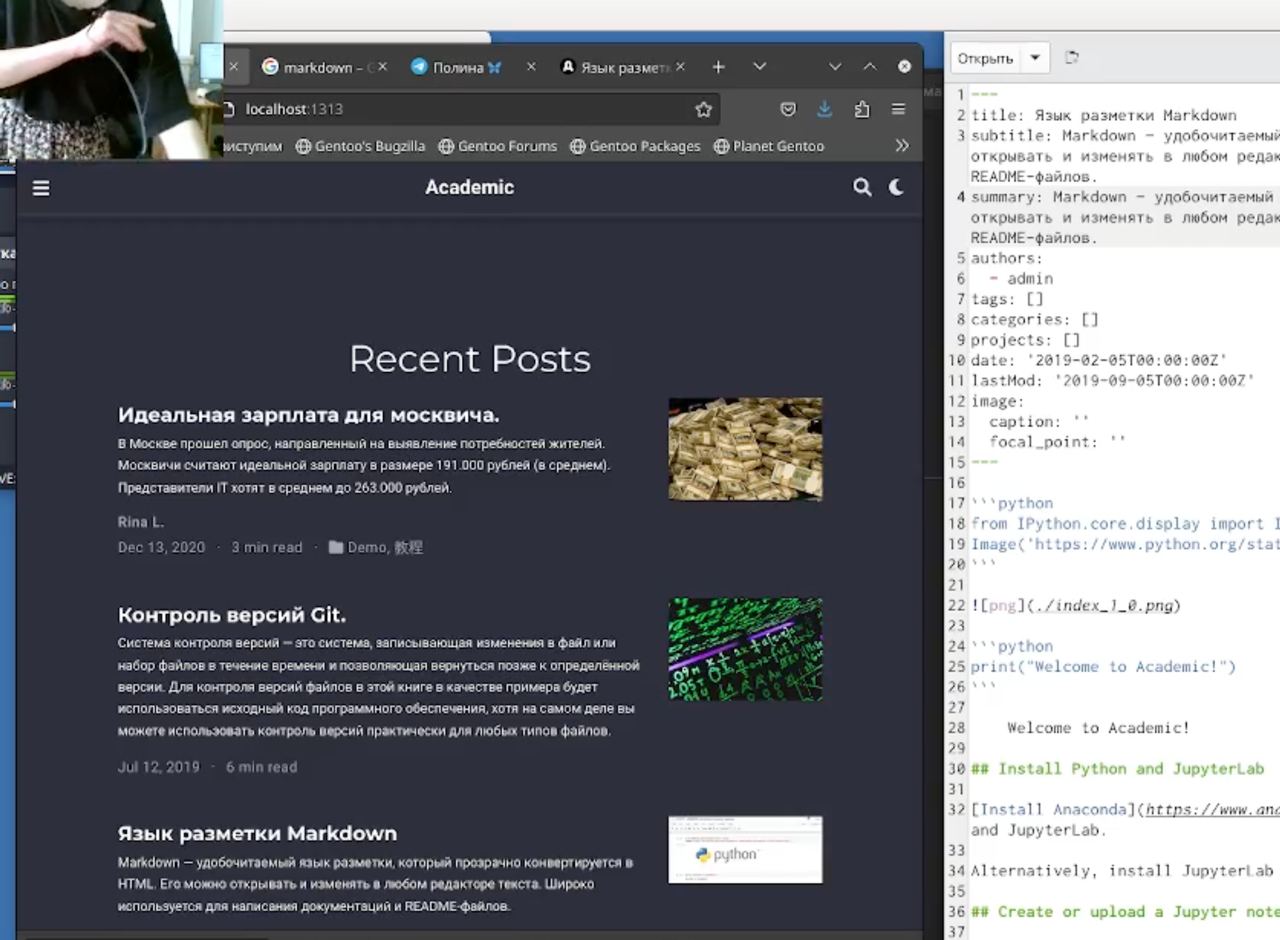 markdown – G
Полина
Язык разметк
localhost:1313
Gentoo's Bugzilla
Gentoo Forums
Gentoo Packages
Planet Gentoo
Academic
Recent Posts
Идеальная зарплата для москвича.
В Москве прошел опрос, направленный на выявление потребностей жителей.
Москвичи считают идеальной зарплату в размере 191.000 рублей (в среднем).
Представители IT хотят в среднем до 263.000 рублей.
Rina L.
Dec 13, 2020 · 3 min read · Demo, 教程
Контроль версий Git.
Система контроля версий — это система, записывающая изменения в файл или
набор файлов в течение времени и позволяющая вернуться позже к определённой
версии. Для контроля версий файлов в этой книге в качестве примера будет
использоваться исходный код программного обеспечения, хотя на самом деле вы
можете использовать контроль версий практически для любых типов файлов.
Jul 12, 2019 · 6 min read
Язык разметки Markdown
Markdown — удобочитаемый язык разметки, который прозрачно конвертируется в
HTML. Его можно открывать и изменять в любом редакторе текста. Широко
используется для написания документаций и README-файлов.
python
Открыть
1 ---
2 title: Язык разметки Markdown
3 subtitle: Markdown — удобочитаемый
открывать и изменять в любом редак
README-файлов.
4 summary: Markdown — удобочитаемый
открывать и изменять в любом редак
README-файлов.
5 authors:
6 - admin
7 tags: []
8 categories: []
9 projects: []
10 date: '2019-02-05T00:00:00Z'
11 lastMod: '2019-09-05T00:00:00Z'
12 image:
13 caption: ''
14 focal_point: ''
15 ---
16
17 ```python
18 from IPython.core.display import I
19 Image('https://www.python.org/stat
20 ```
21
22 ![png](./index_1_0.png)
23
24 ```python
25 print("Welcome to Academic!")
26 ```
27
28 Welcome to Academic!
29
30 ## Install Python and JupyterLab
31
32 [Install Anaconda](https://www.ana
and JupyterLab.
33
34 Alternatively, install JupyterLab
35
36 ## Create or upload a Jupyter note
37